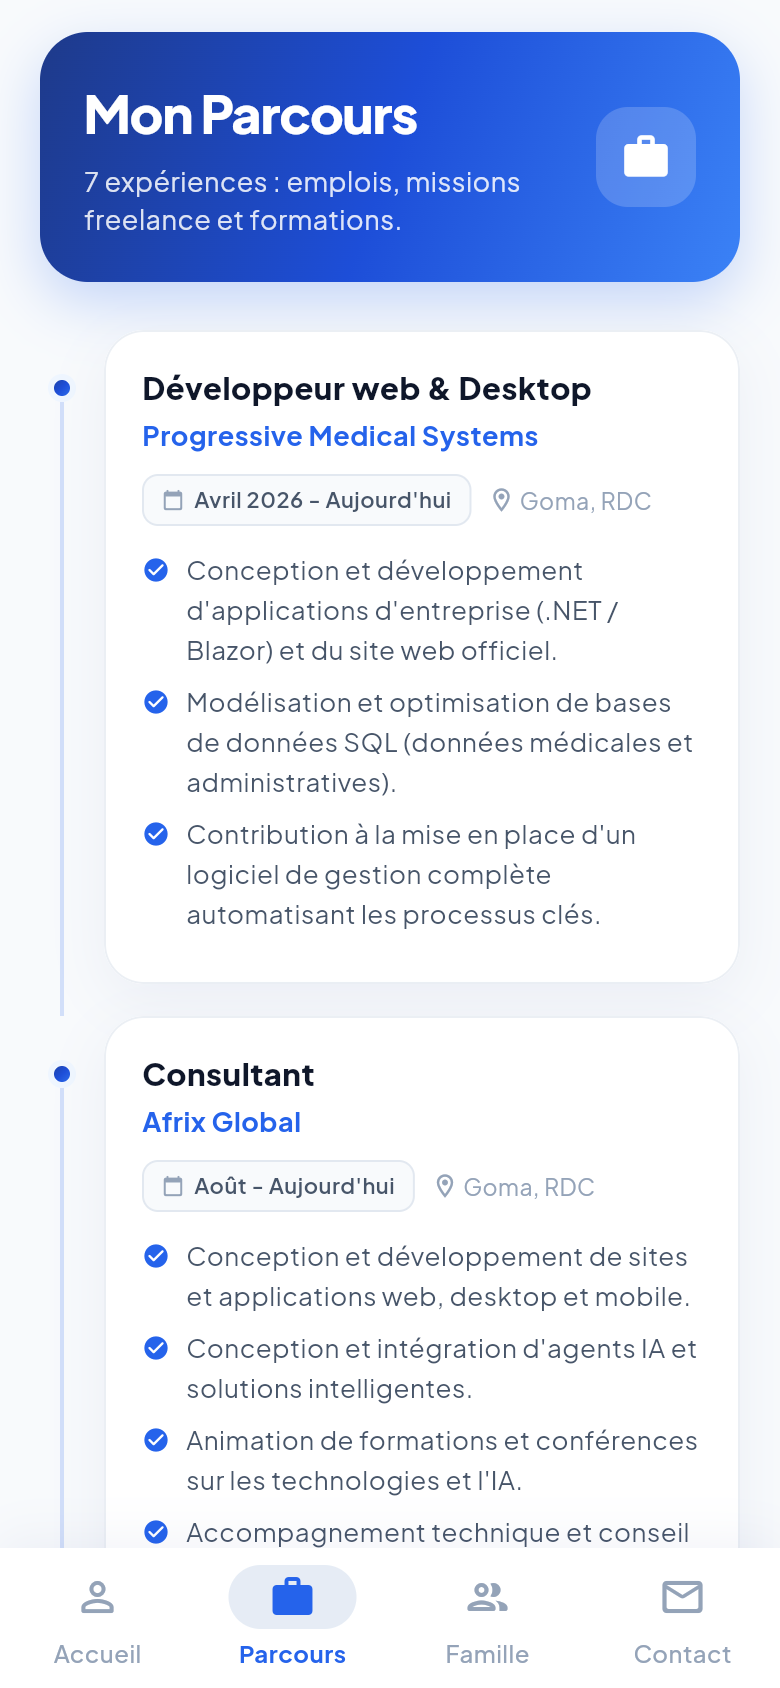 Mon Parcours
7 expériences : emplois, missions
freelance et formations.
Développeur web & Desktop
Progressive Medical Systems
Avril 2026 - Aujourd'hui Goma, RDC
Conception et développement
d'applications d'entreprise (.NET /
Blazor) et du site web officiel.
Modélisation et optimisation de bases
de données SQL (données médicales et
administratives).
Contribution à la mise en place d'un
logiciel de gestion complète
automatisant les processus clés.
Consultant
Afrix Global
Août - Aujourd'hui Goma, RDC
Conception et développement de sites
et applications web, desktop et mobile.
Conception et intégration d'agents IA et
solutions intelligentes.
Animation de formations et conférences
sur les technologies et l'IA.
Accompagnement technique et conseil
Accueil Parcours Famille Contact